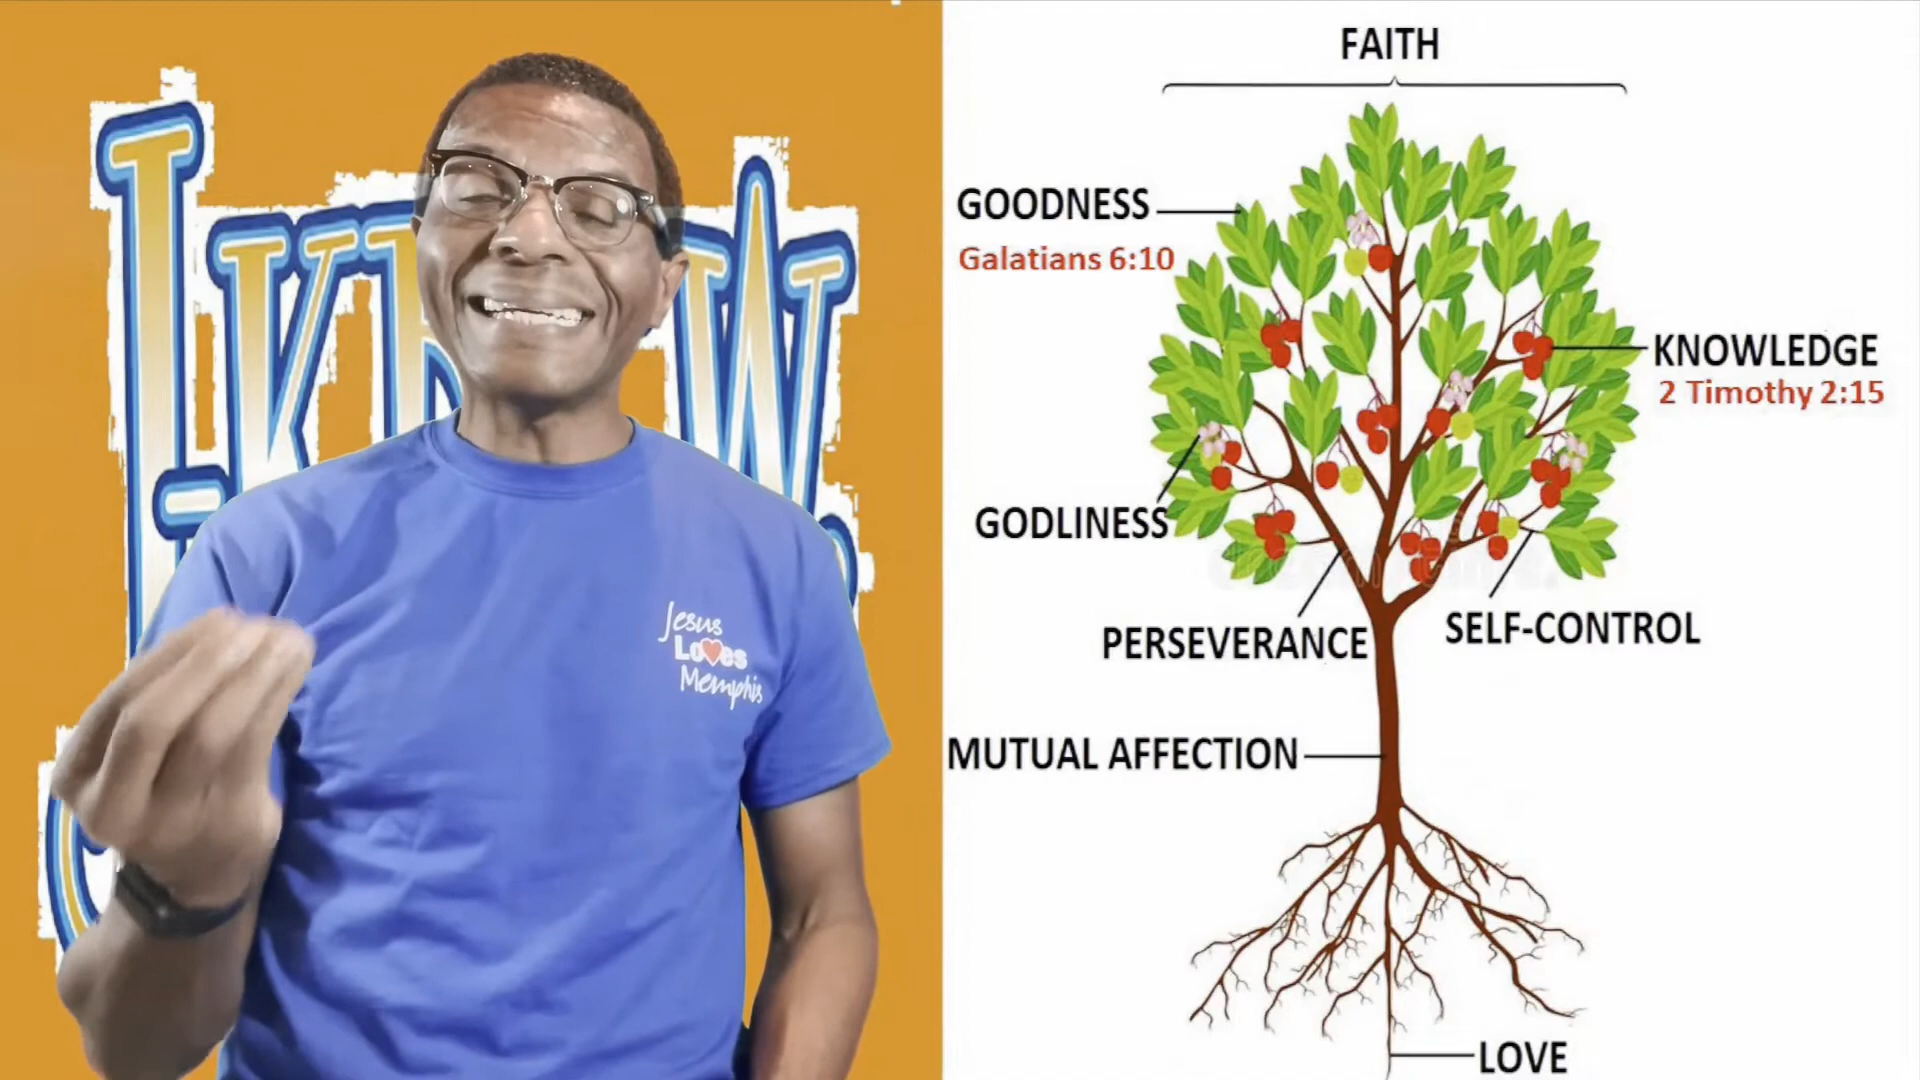 I-KNOW
Jesus
Loves
Memphis
FAITH
GOODNESS
Galatians 6:10
KNOWLEDGE
2 Timothy 2:15
GODLINESS
PERSEVERANCE
SELF-CONTROL
MUTUAL AFFECTION
LOVE